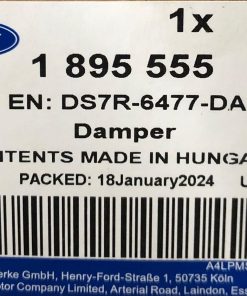 1x
1 895 555
EN: DS7R-6477-DA
Damper
NTENTS MADE IN HUNGA
PACKED: 18January2024 U
A4LPMS
erke GmbH, Henry-Ford-Straße 1, 50735 Köln
otor Company Limited, Arterial Road, Laindon, Ess